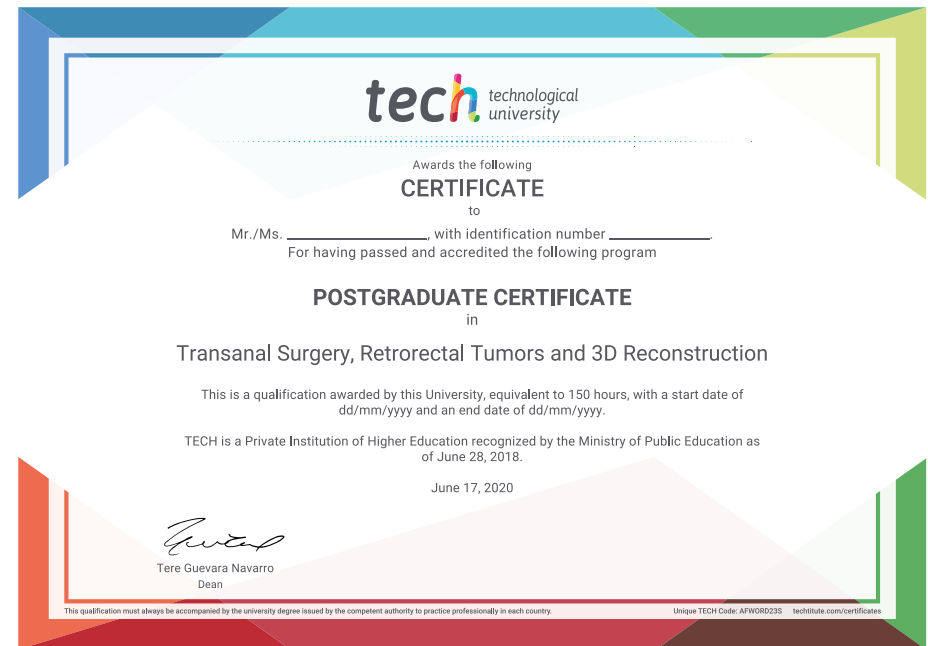 tech technological
university
Awards the following
CERTIFICATE
to
Mr./Ms. ____________________, with identification number ______________.
For having passed and accredited the following program
POSTGRADUATE CERTIFICATE
in
Transanal Surgery, Retrorectal Tumors and 3D Reconstruction
This is a qualification awarded by this University, equivalent to 150 hours, with a start date of
dd/mm/yyyy and an end date of dd/mm/yyyy.
TECH is a Private Institution of Higher Education recognized by the Ministry of Public Education as
of June 28, 2018.
June 17, 2020
Tere Guevara Navarro
Dean
This qualification must always be accompanied by the university degree issued by the competent authority to practice professionally in each country.
Unique TECH Code: AFWORD23S techtitute.com/certificates